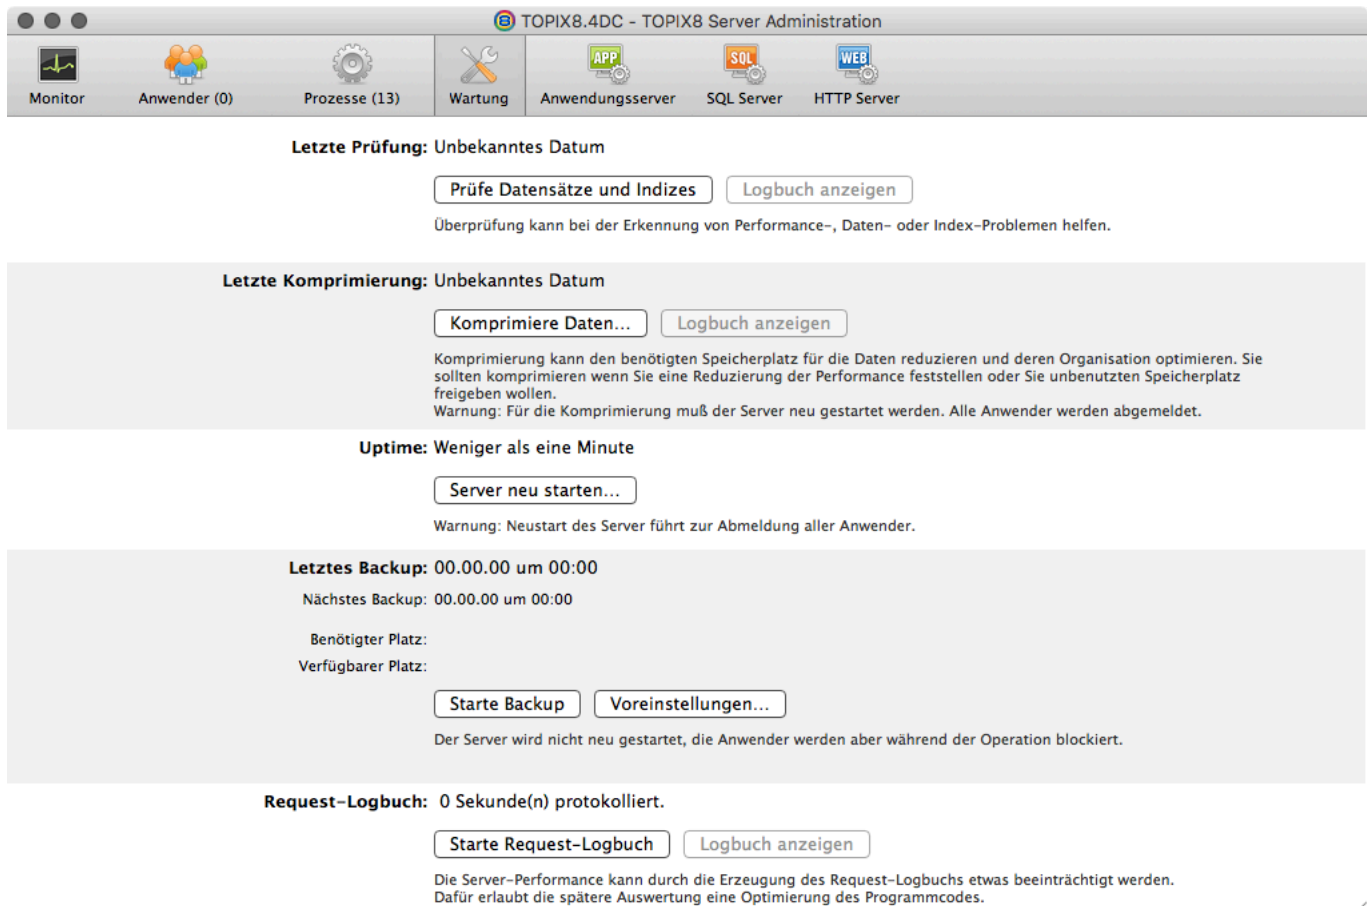 TOPIX8.4DC - TOPIX8 Server Administration
Monitor
Anwender (0)
Prozesse (13)
Wartung
APP
Anwendungsserver
SQL
SQL Server
WEB
HTTP Server
Letzte Prüfung: Unbekanntes Datum
Prüfe Datensätze und Indizes
Logbuch anzeigen
Überprüfung kann bei der Erkennung von Performance-, Daten- oder Index-Problemen helfen.
Letzte Komprimierung: Unbekanntes Datum
Komprimiere Daten...
Logbuch anzeigen
Komprimierung kann den benötigten Speicherplatz für die Daten reduzieren und deren Organisation optimieren. Sie
sollten komprimieren wenn Sie eine Reduzierung der Performance feststellen oder Sie unbenutzten Speicherplatz
freigeben wollen.
Warnung: Für die Komprimierung muß der Server neu gestartet werden. Alle Anwender werden abgemeldet.
Uptime: Weniger als eine Minute
Server neu starten...
Warnung: Neustart des Server führt zur Abmeldung aller Anwender.
Letztes Backup: 00.00.00 um 00:00
Nächstes Backup: 00.00.00 um 00:00
Benötigter Platz:
Verfügbarer Platz:
Starte Backup
Voreinstellungen...
Der Server wird nicht neu gestartet, die Anwender werden aber während der Operation blockiert.
Request-Logbuch: 0 Sekunde(n) protokolliert.
Starte Request-Logbuch
Logbuch anzeigen
Die Server-Performance kann durch die Erzeugung des Request-Logbuchs etwas beeinträchtigt werden.
Dafür erlaubt die spätere Auswertung eine Optimierung des Programmcodes.